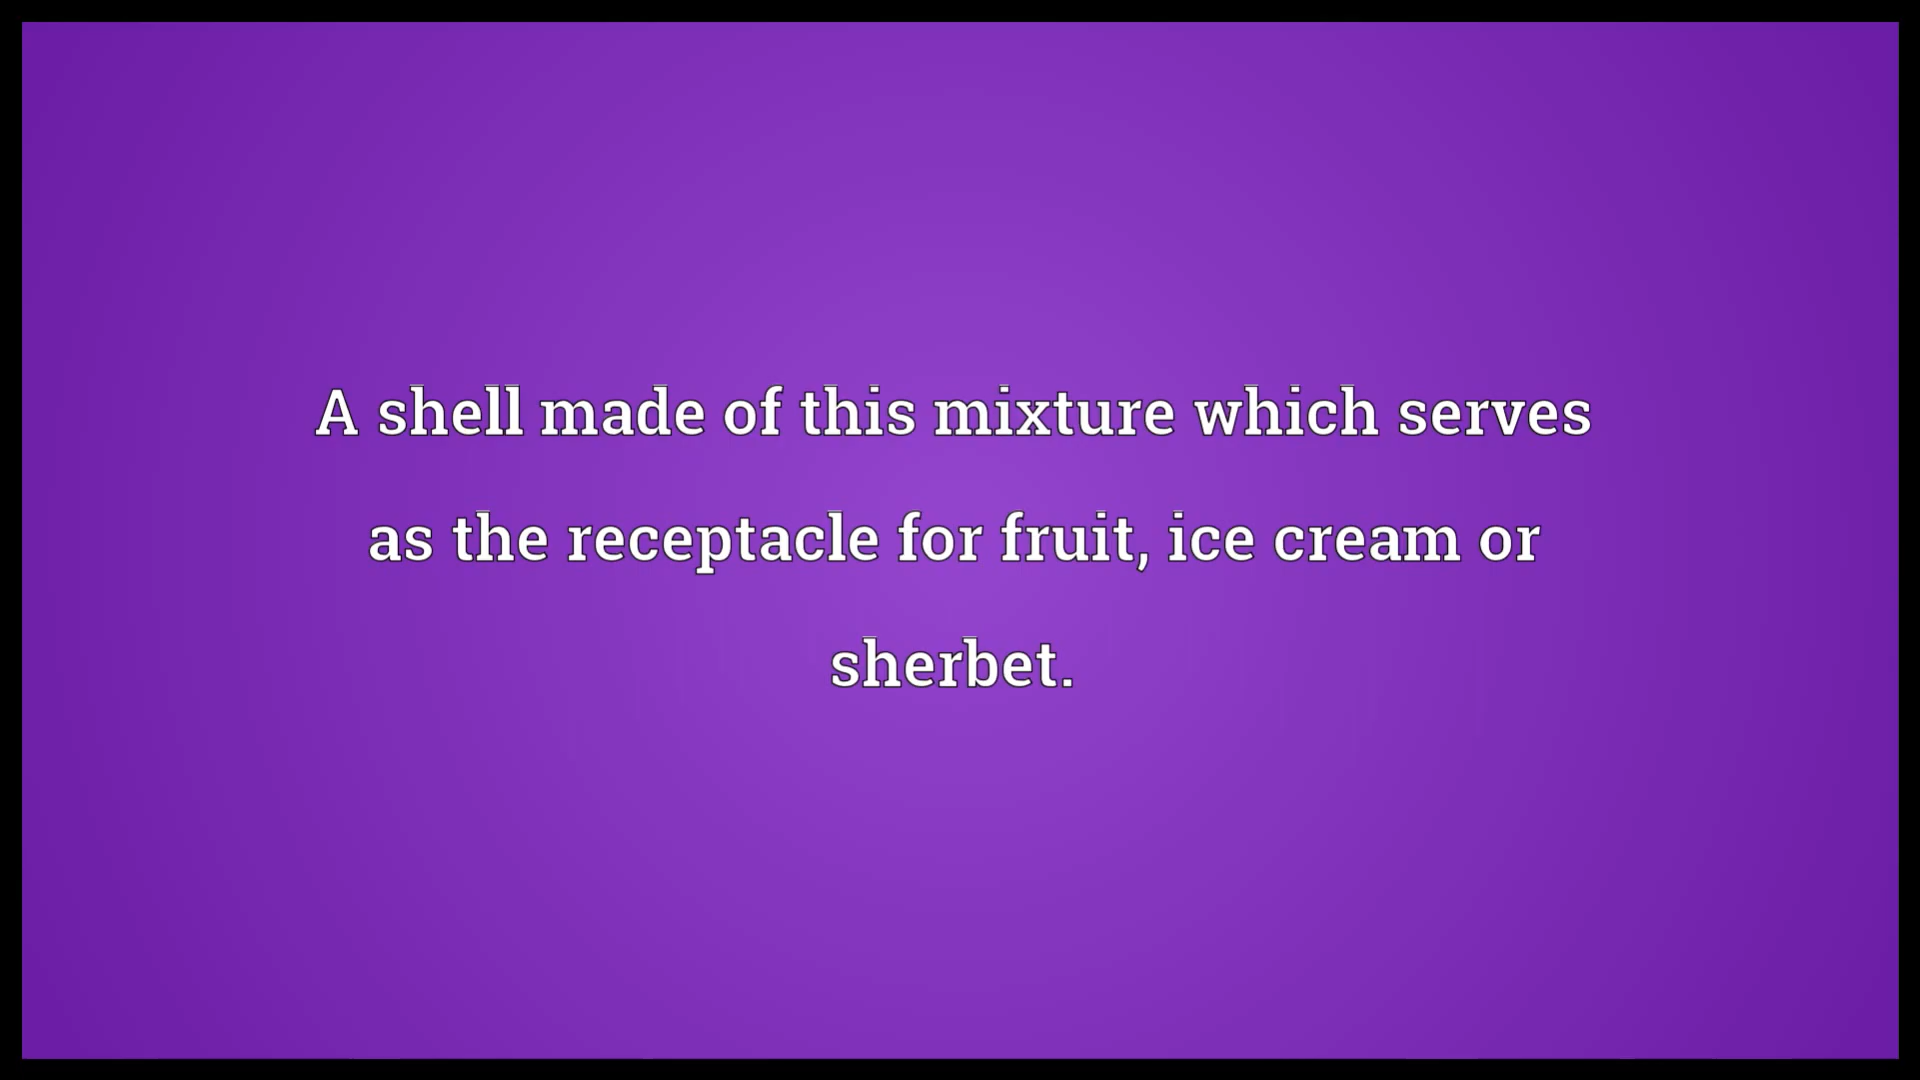 A shell made of this mixture which serves
as the receptacle for fruit, ice cream or
sherbet.